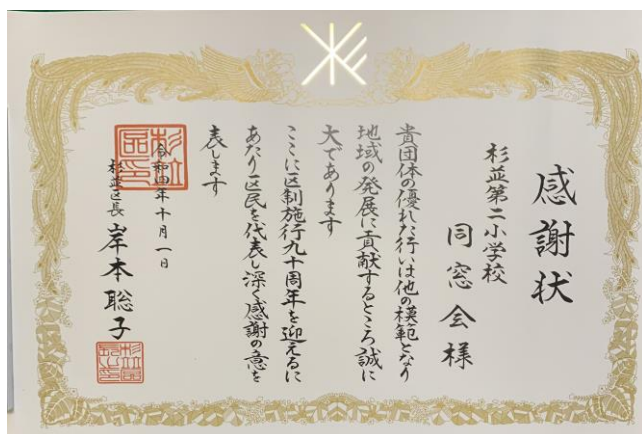 感謝状
杉並第二小学校
同窓会様
貴団体の優れた行いは他の模範となり
地域の発展に貢献するところ誠に
大であります
ここに区制施行九十周年を迎えるに
あたり区民を代表し深く感謝の意を
表します
令和四年十月一日
杉並区長 岸本聡子